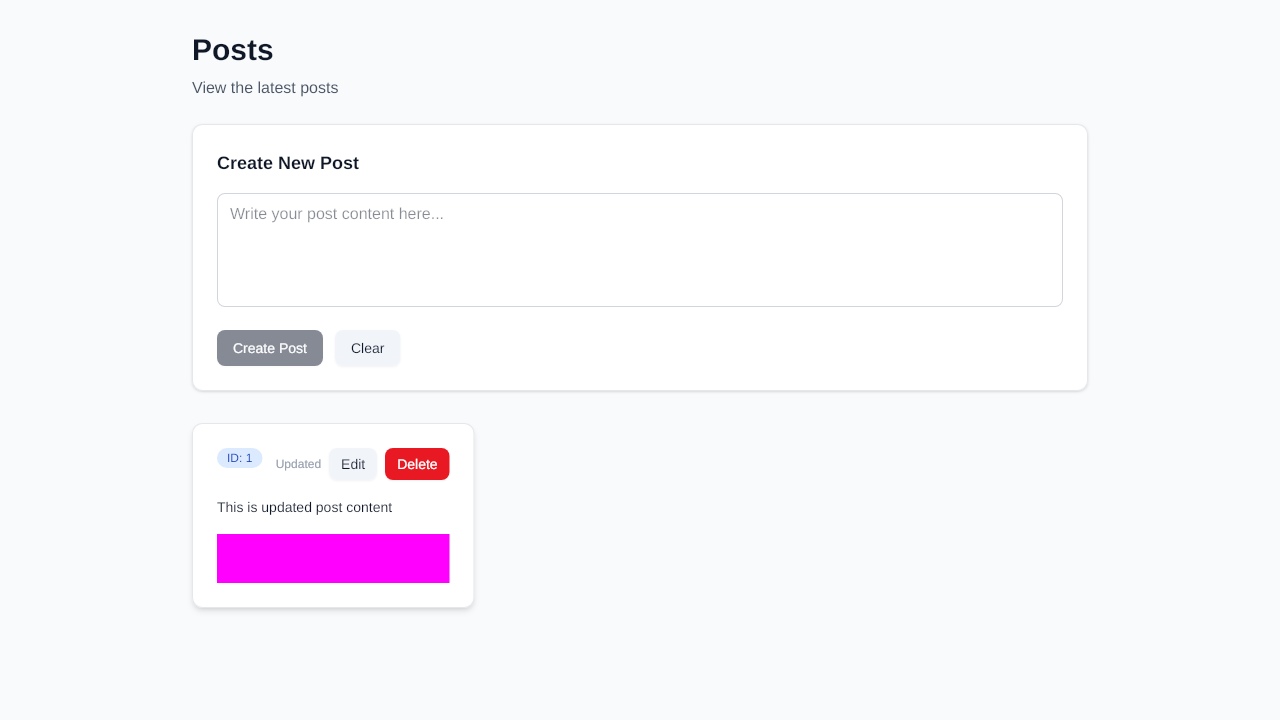 Posts
View the latest posts
Create New Post
Write your post content here...
Create Post
Clear
ID: 1
Updated
Edit
Delete
This is updated post content